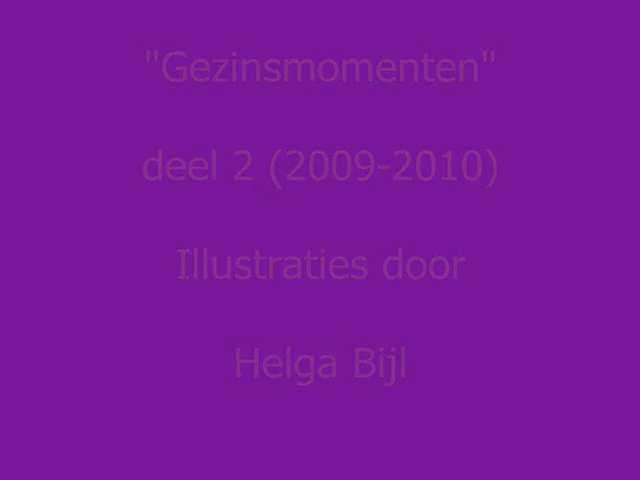 "Gezinsmomenten"
deel 2 (2009-2010)
Illustraties door
Helga Bijl